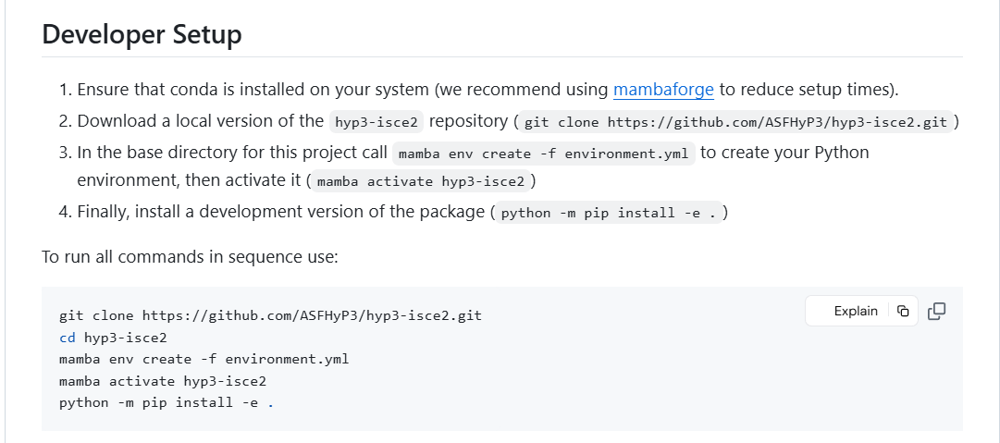 Developer Setup
1. Ensure that conda is installed on your system (we recommend using mambaforge to reduce setup times).
2. Download a local version of the hyp3-isce2 repository ( git clone https://github.com/ASFHyP3/hyp3-isce2.git )
3. In the base directory for this project call mamba env create -f environment.yml to create your Python
environment, then activate it ( mamba activate hyp3-isce2 )
4. Finally, install a development version of the package ( python -m pip install -e . )
To run all commands in sequence use:
Explain
git clone https://github.com/ASFHyP3/hyp3-isce2.git
cd hyp3-isce2
mamba env create -f environment.yml
mamba activate hyp3-isce2
python -m pip install -e .